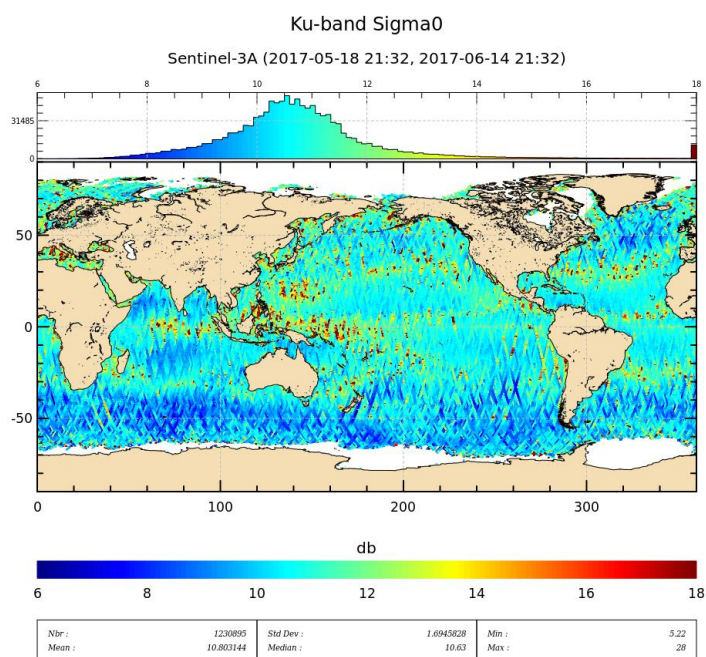 Ku-band Sigma0
Sentinel-3A (2017-05-18 21:32, 2017-06-14 21:32)
6 8 10 12 14 16 18
31485
0
50
0
-50
0 100 200 300
db
6 8 10 12 14 16 18
Nbr : 1230895 Std Dev : 1.6945828 Min : 5.22
Mean : 10.803144 Median : 10.63 Max : 28